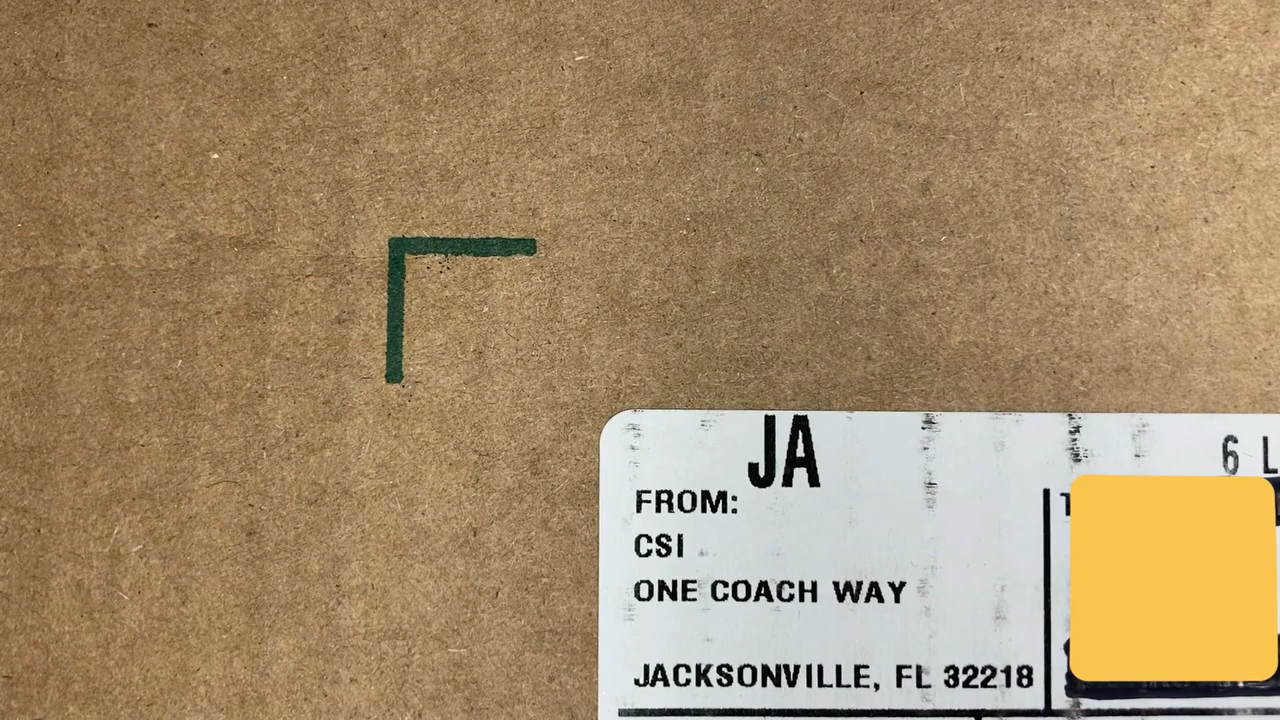 JA
6 L
FROM:
CSI
ONE COACH WAY
JACKSONVILLE, FL 32218